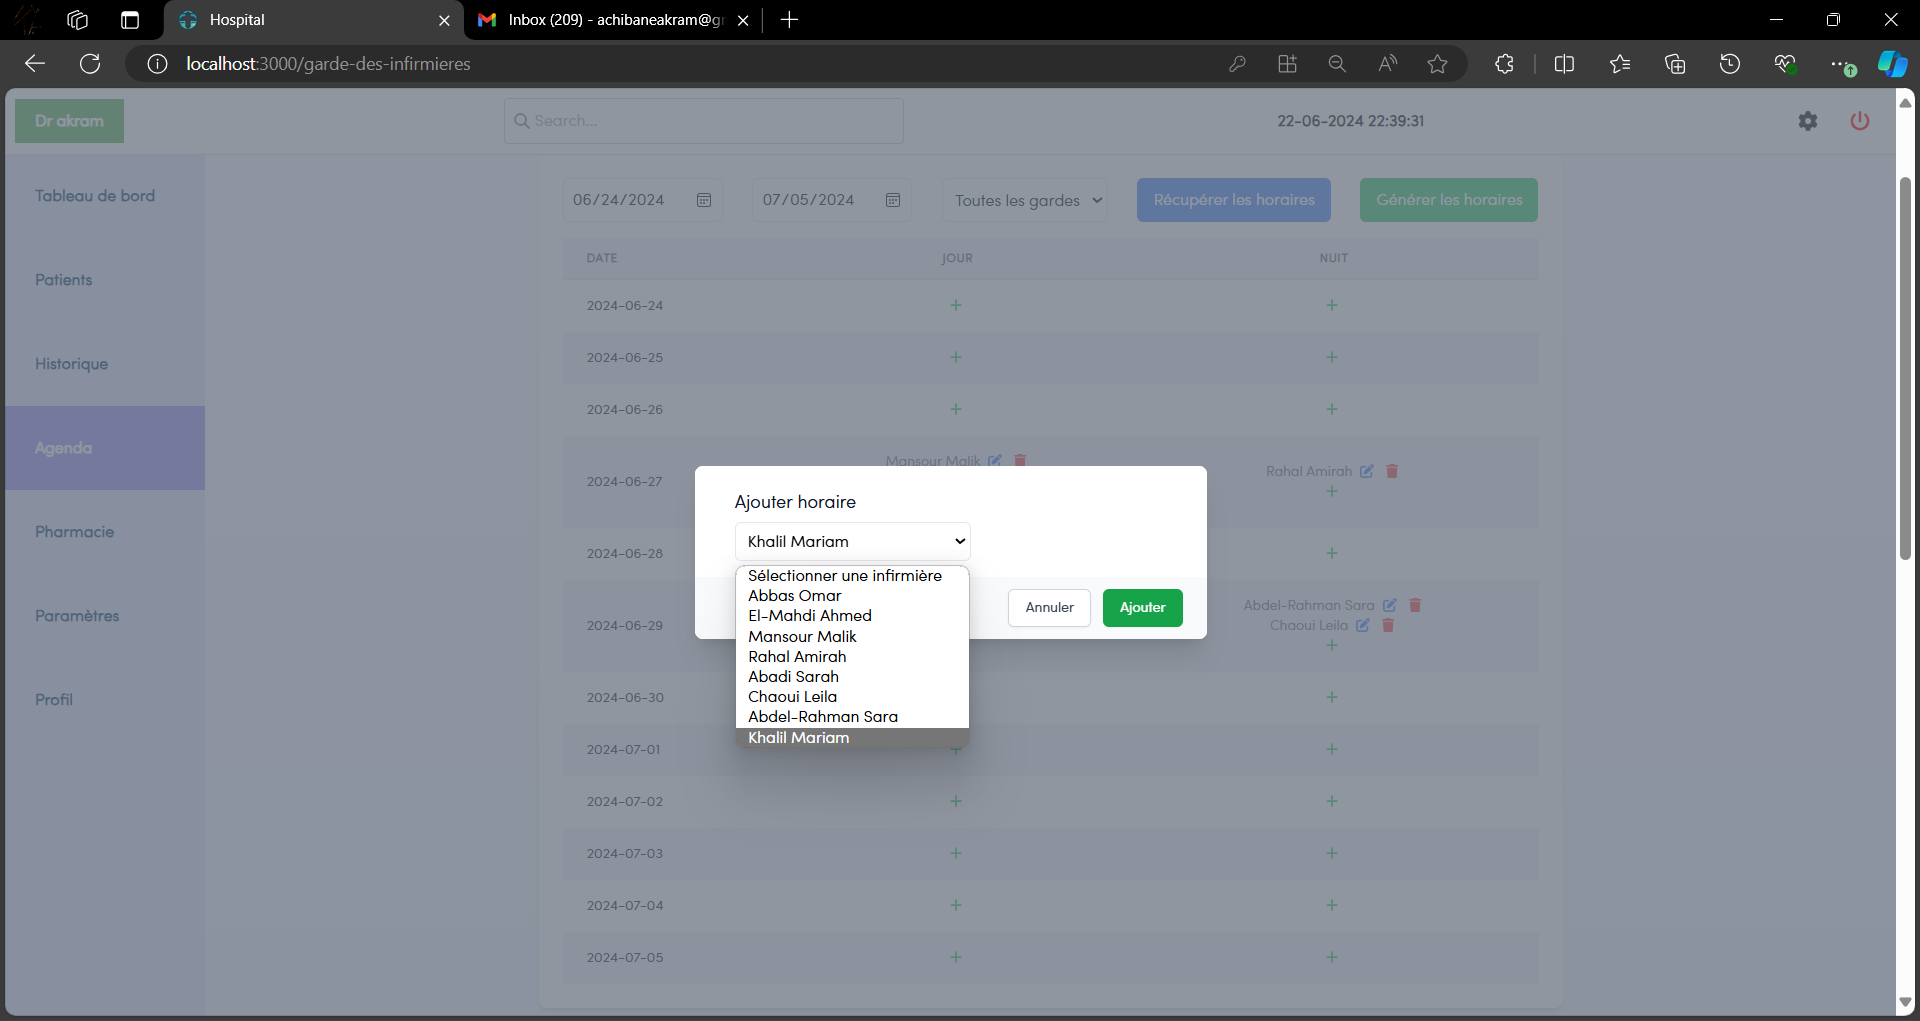 Hospital
Inbox (209) - achibaneakram@gr
localhost:3000/garde-des-infirmieres
Dr akram
Search...
22-06-2024 22:39:31
Tableau de bord
Patients
Historique
Agenda
Pharmacie
Paramètres
Profil
06/24/2024
07/05/2024
Toutes les gardes
Récupérer les horaires
Générer les horaires
DATE JOUR NUIT
2024-06-24 + +
2024-06-25 + +
2024-06-26 + +
Mansour Malik
2024-06-27
Rahal Amirah
+
2024-06-28 +
Abdel-Rahman Sara
2024-06-29
Chaoui Leila
+
2024-06-30 +
2024-07-01 + +
2024-07-02 + +
2024-07-03 + +
2024-07-04 + +
2024-07-05 + +
Ajouter horaire
Khalil Mariam
Sélectionner une infirmière
Abbas Omar
El-Mahdi Ahmed
Mansour Malik
Rahal Amirah
Abadi Sarah
Chaoui Leila
Abdel-Rahman Sara
Khalil Mariam
Annuler
Ajouter